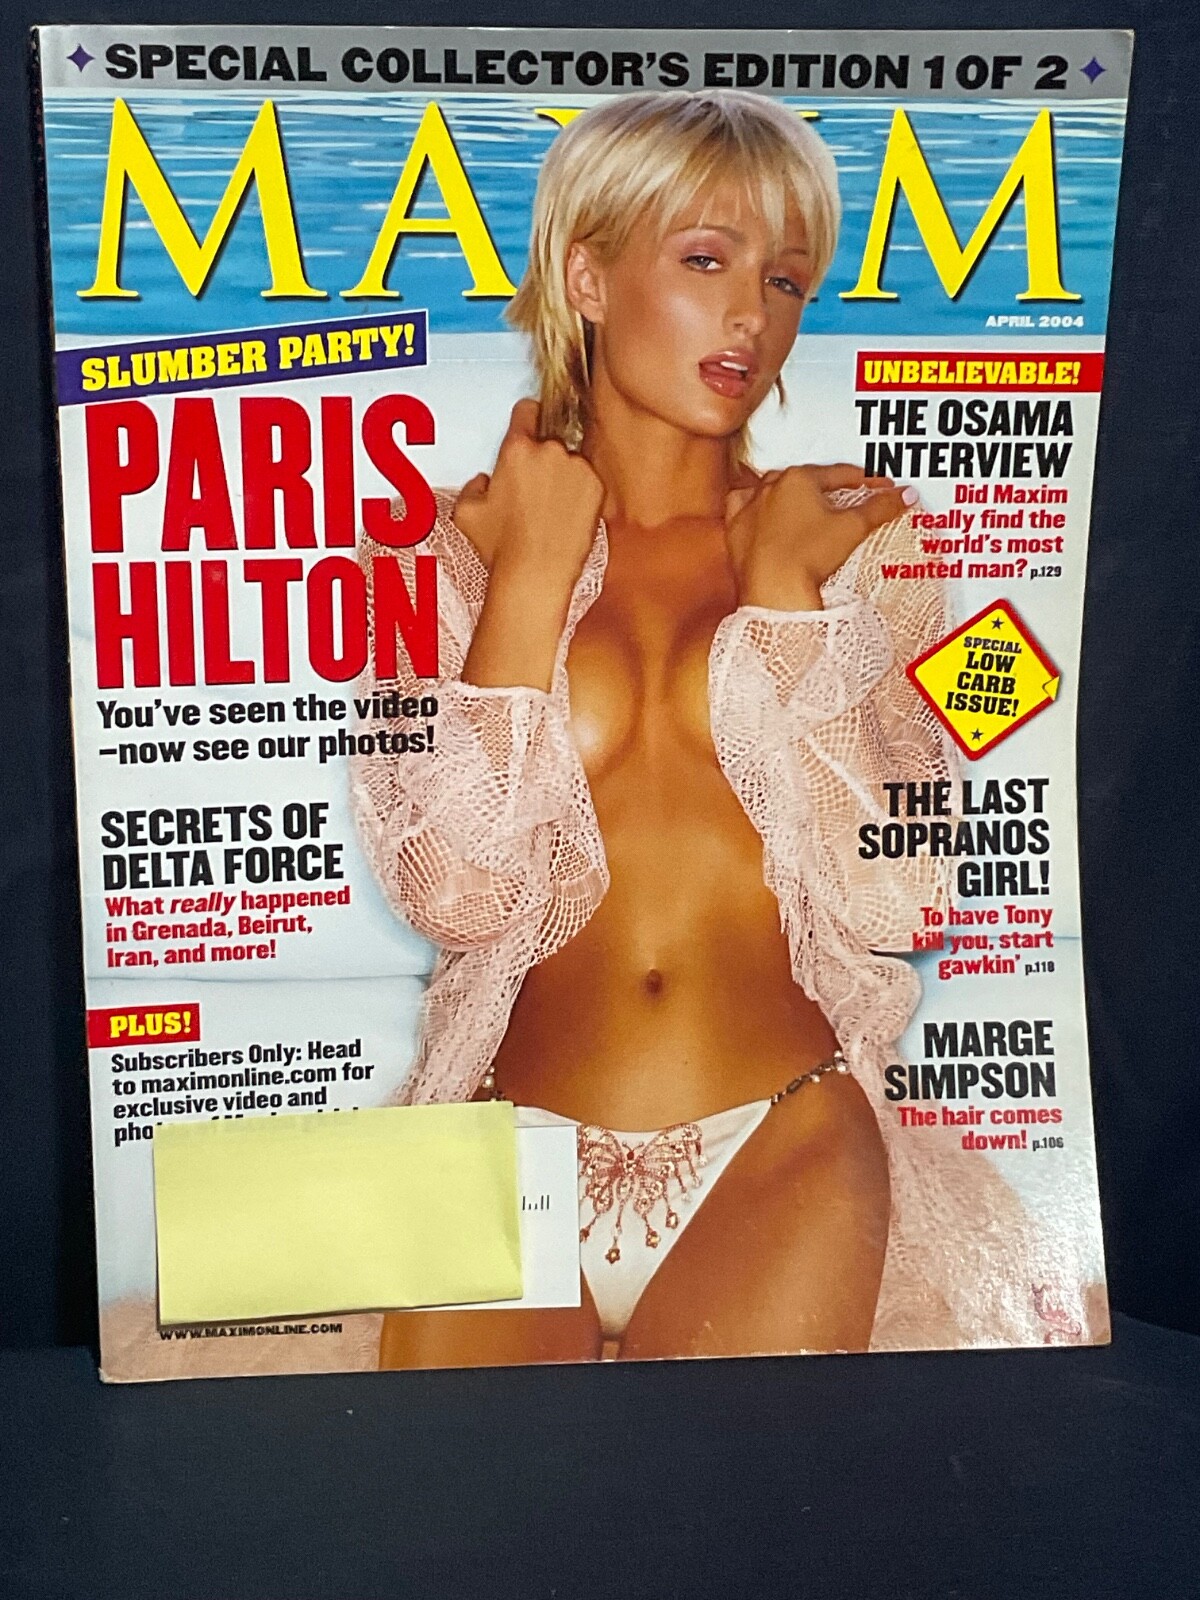 SPECIAL COLLECTOR'S EDITION 1 OF 2
MAXIM
APRIL 2004
SLUMBER PARTY!
PARIS
HILTON
You've seen the video
–now see our photos!
SECRETS OF
DELTA FORCE
What really happened
in Grenada, Beirut,
Iran, and more!
PLUS!
Subscribers Only: Head
to maximonline.com for
exclusive video and
WWW.MAXIMONLINE.COM
UNBELIEVABLE!
THE OSAMA
INTERVIEW
Did Maxim
really find the
world's most
wanted man? p.129
SPECIAL
LOW
CARB
ISSUE!
THE LAST
SOPRANOS
GIRL!
To have Tony
kill you, start
gawkin' p.118
MARGE
SIMPSON
The hair comes
down! p.106